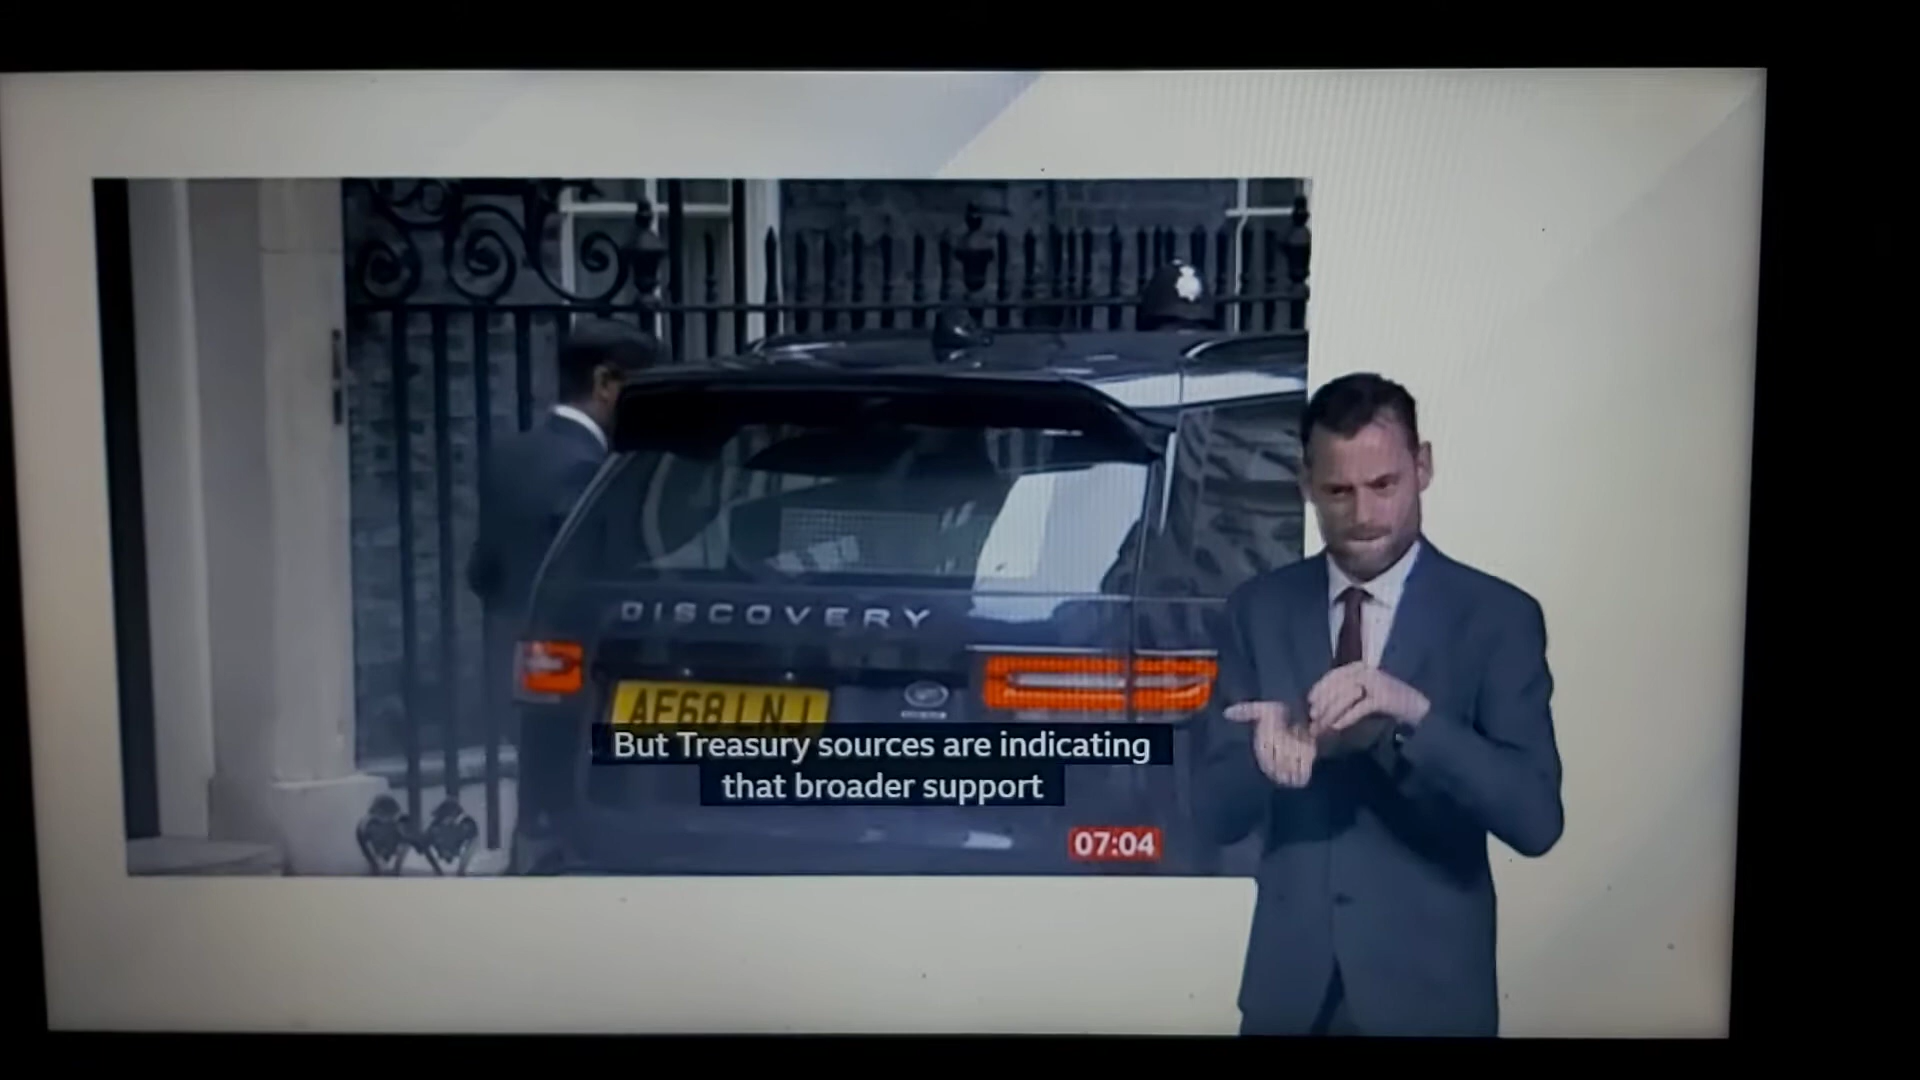 DISCOVERY
AF68 LNJ
But Treasury sources are indicating
that broader support
07:04